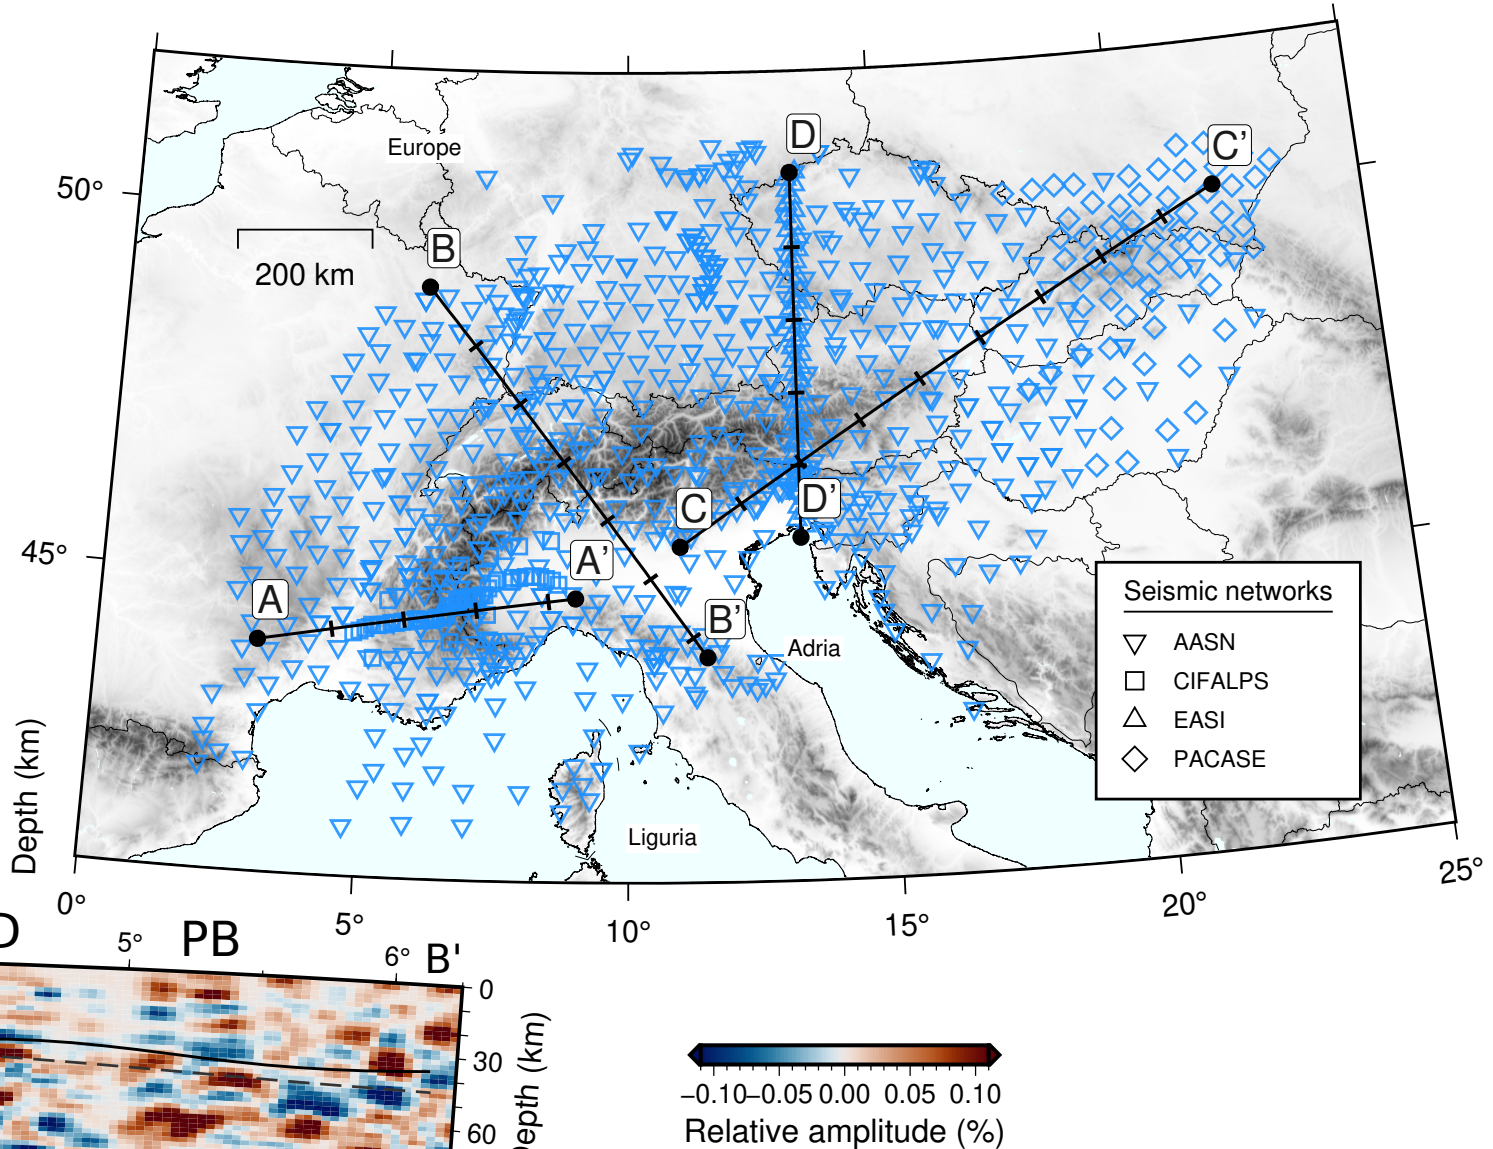 D
Europe
C'
50°
B
200 km
C
D'
45°
A'
A
Seismic networks
B'
AASN
Adria
CIFALPS
EASI
PACASE
Depth (km)
Liguria
0°
5°
10°
15°
20°
25°
D
5°
PB
6°
B'
0
30
60
Depth (km)
−0.10
−0.05
0.00
0.05
0.10
Relative amplitude (%)